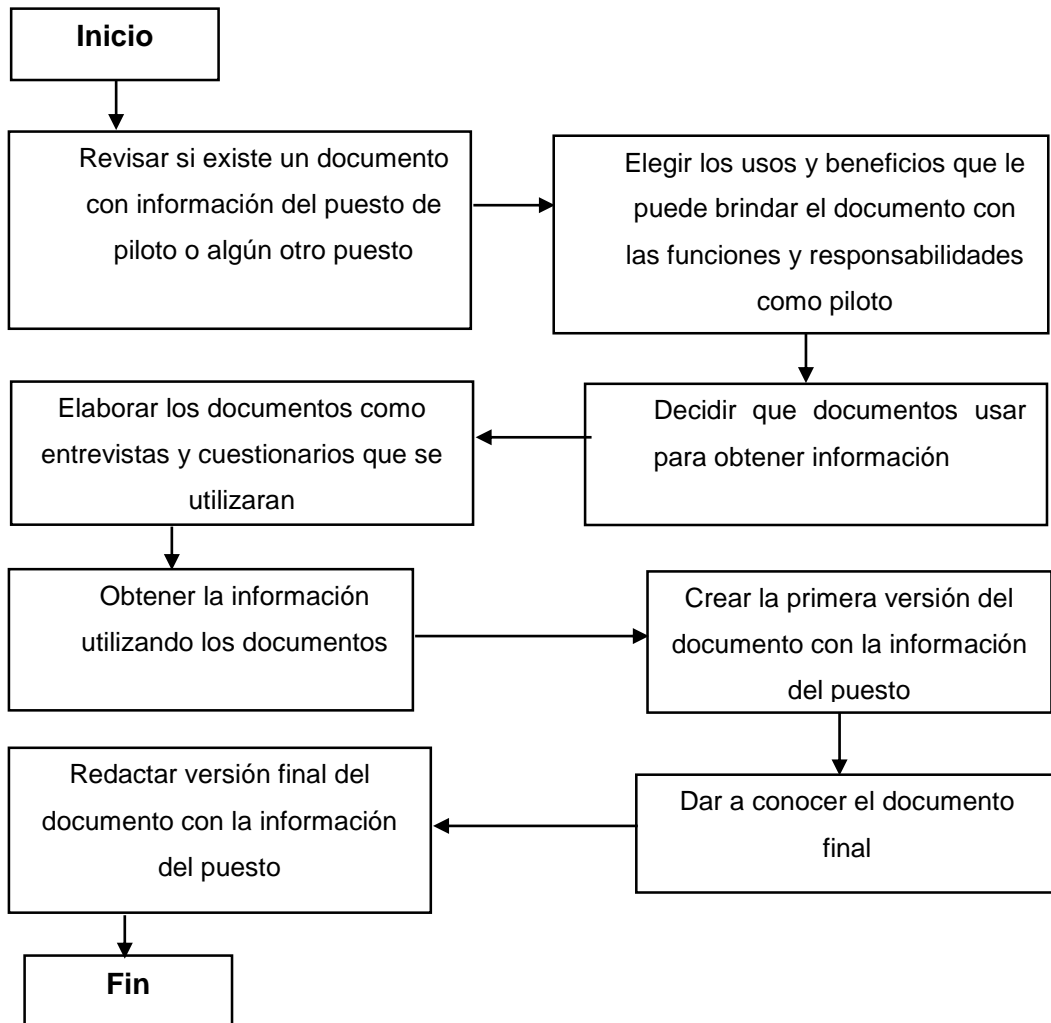 Inicio
Revisar si existe un documento
con información del puesto de
piloto o algún otro puesto
Elegir los usos y beneficios que le
puede brindar el documento con
las funciones y responsabilidades
como piloto
Decidir que documentos usar
para obtener información
Elaborar los documentos como
entrevistas y cuestionarios que se
utilizaran
Obtener la información
utilizando los documentos
Crear la primera versión del
documento con la información
del puesto
Dar a conocer el documento
final
Redactar versión final del
documento con la información
del puesto
Fin